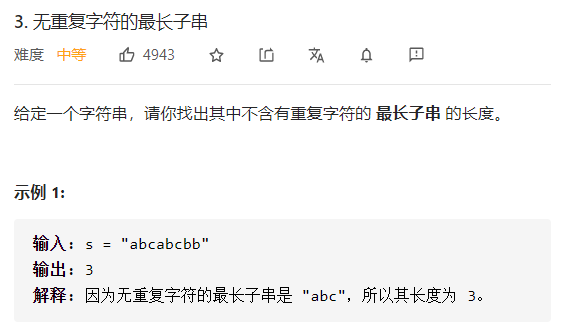 3. 无重复字符的最长子串
难度 中等 4943
给定一个字符串，请你找出其中不含有重复字符的 最长子串 的长度。
示例 1:
输入: s = "abcabcbb"
输出: 3
解释: 因为无重复字符的最长子串是 "abc"，所以其长度为 3。